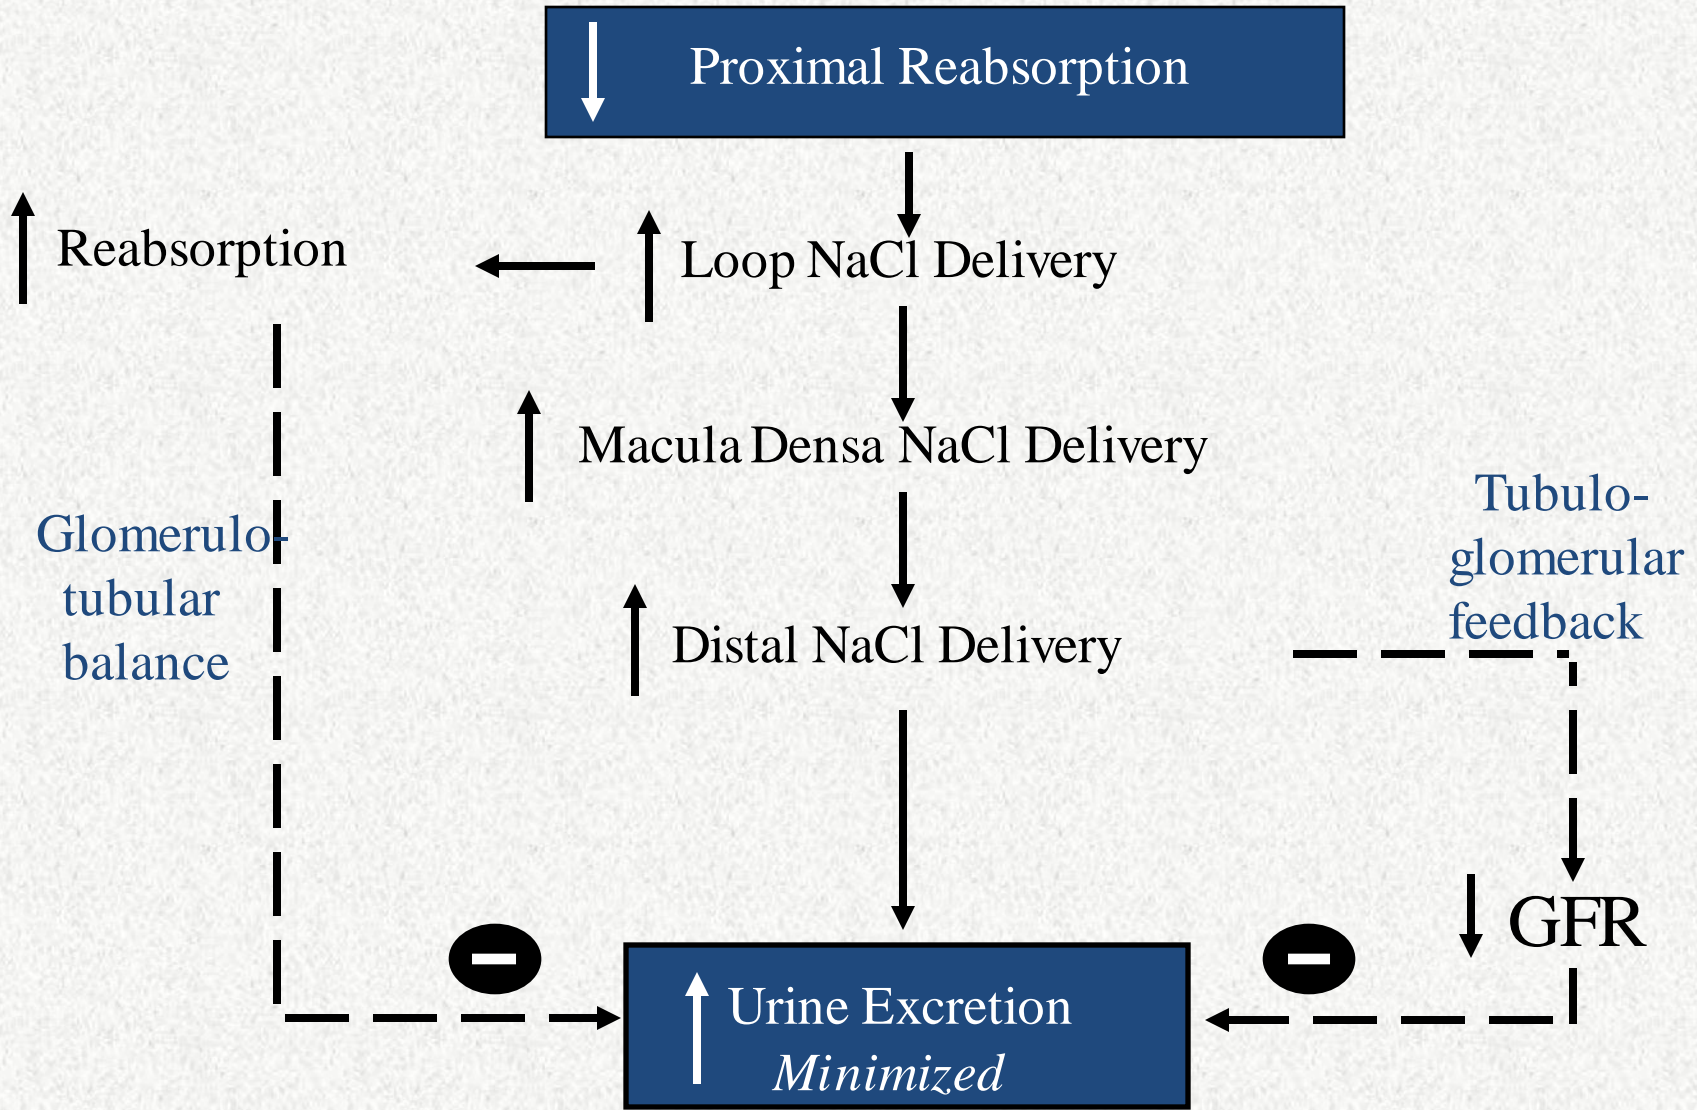 Proximal Reabsorption
Reabsorption
Loop NaCl Delivery
Macula Densa NaCl Delivery
Glomerulo-
tubular
balance
Tubulo-
glomerular
feedback
Distal NaCl Delivery
GFR
Urine Excretion
Minimized